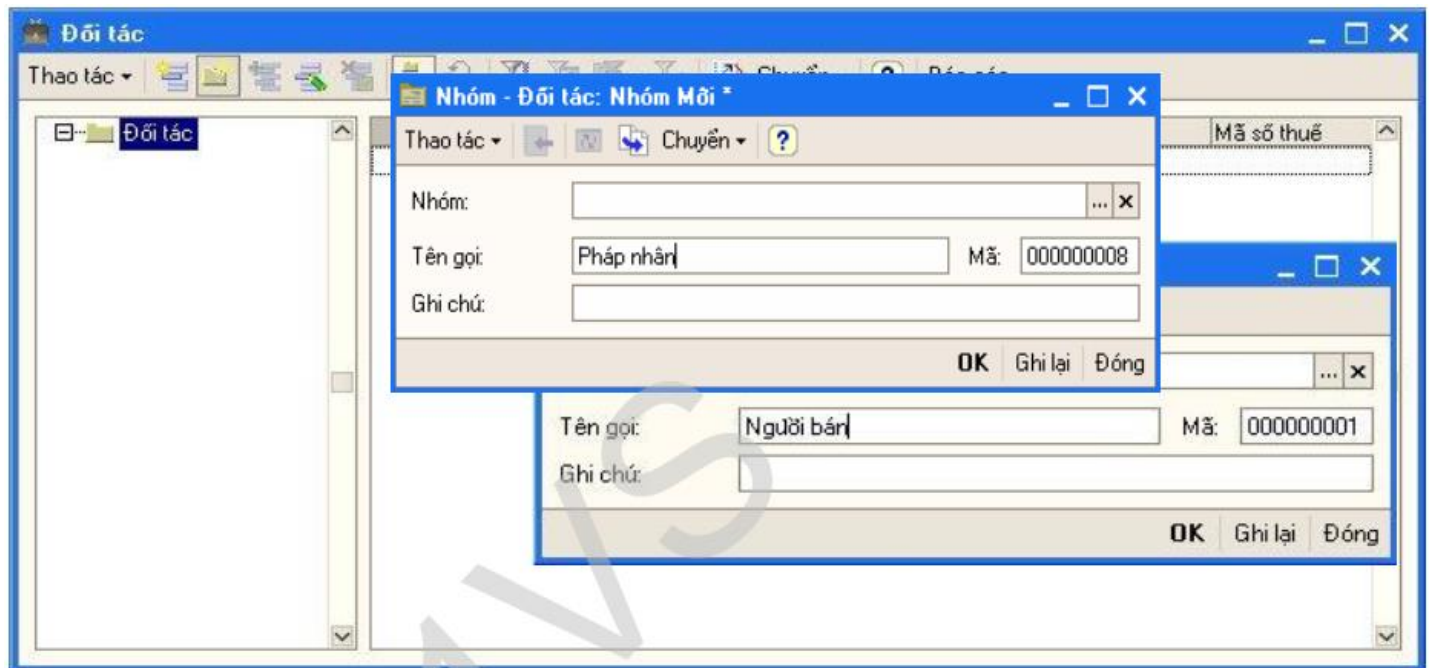 Đối tác
Thao tác
Nhóm - Đối tác: Nhóm Mới *
Thao tác Chuyển ?
Đối tác
Mã số thuế
Nhóm: ... x
Tên gọi: Pháp nhân Mã: 000000008
Ghi chú:
OK Ghi lại Đóng
... x
Tên gọi: Người bán Mã: 000000001
Ghi chú:
OK Ghi lại Đóng